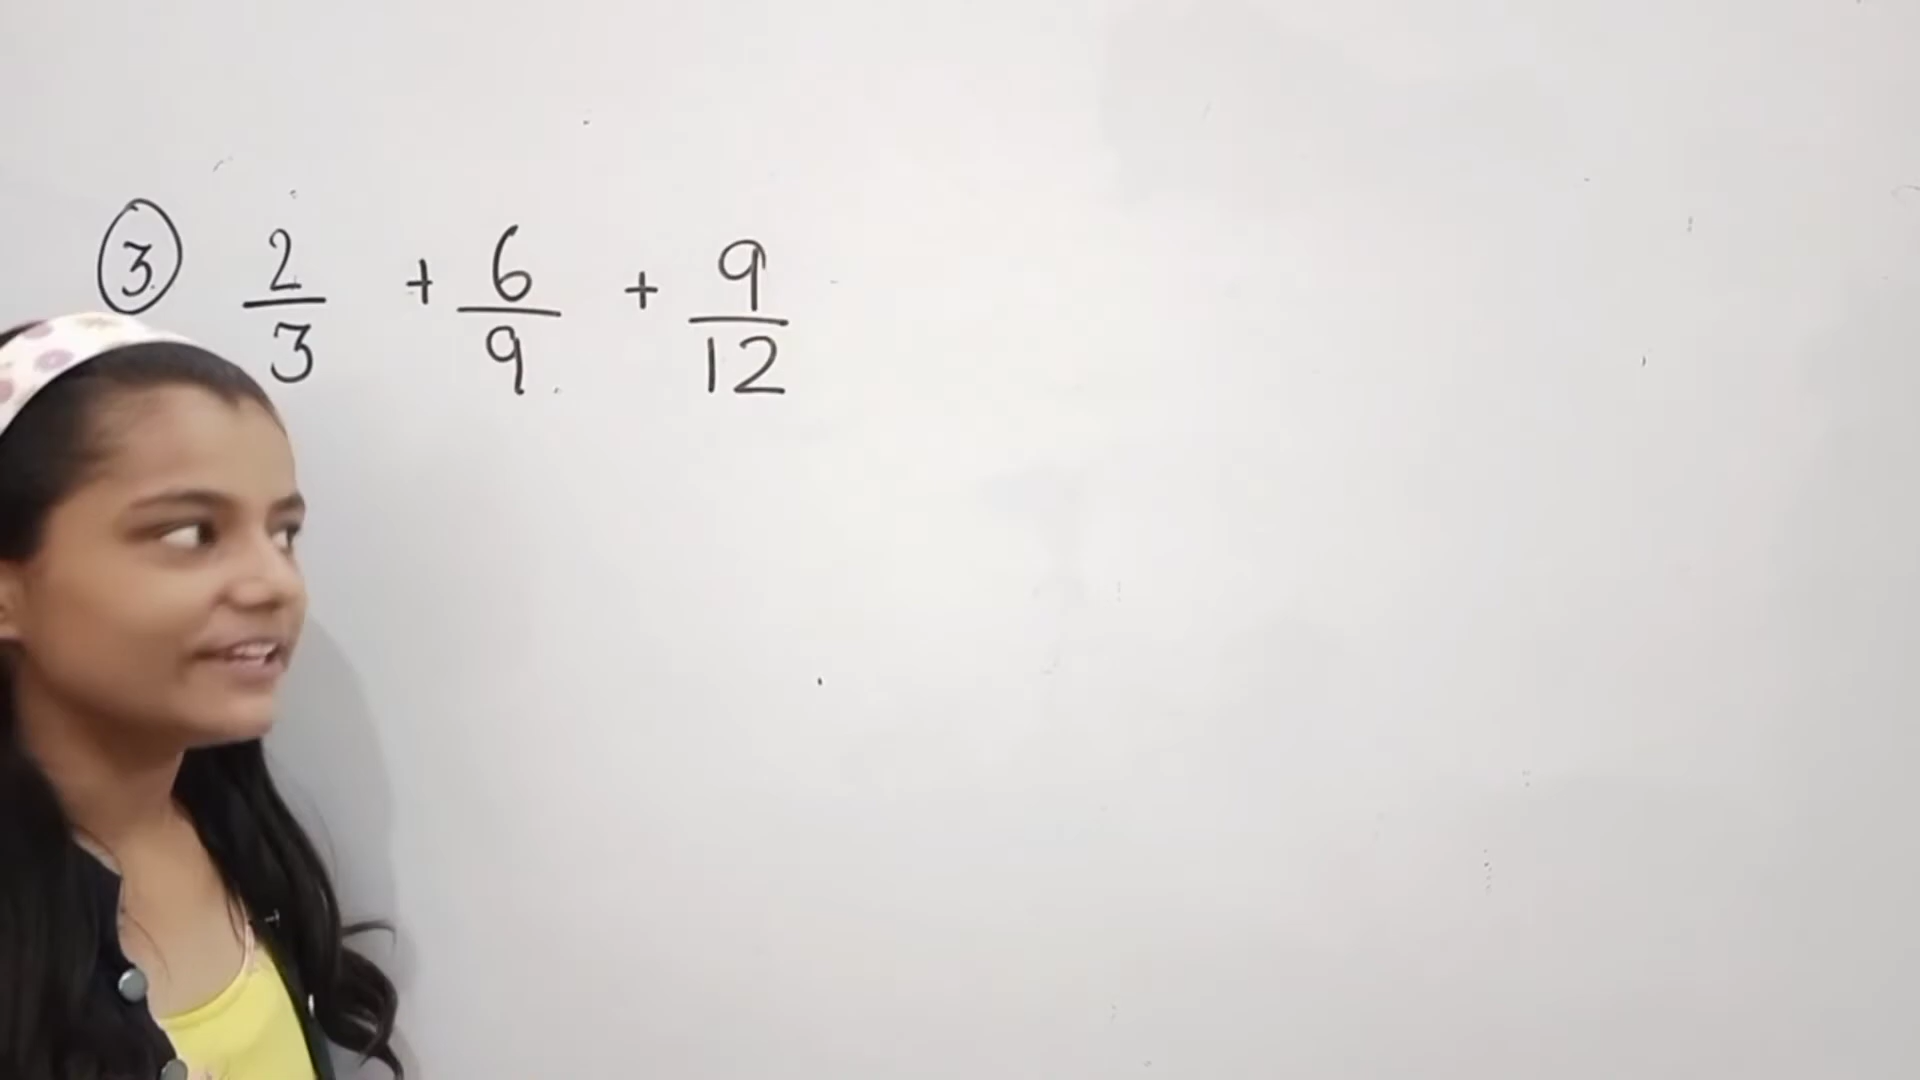 ③ 2/3 + 6/9 + 9/12